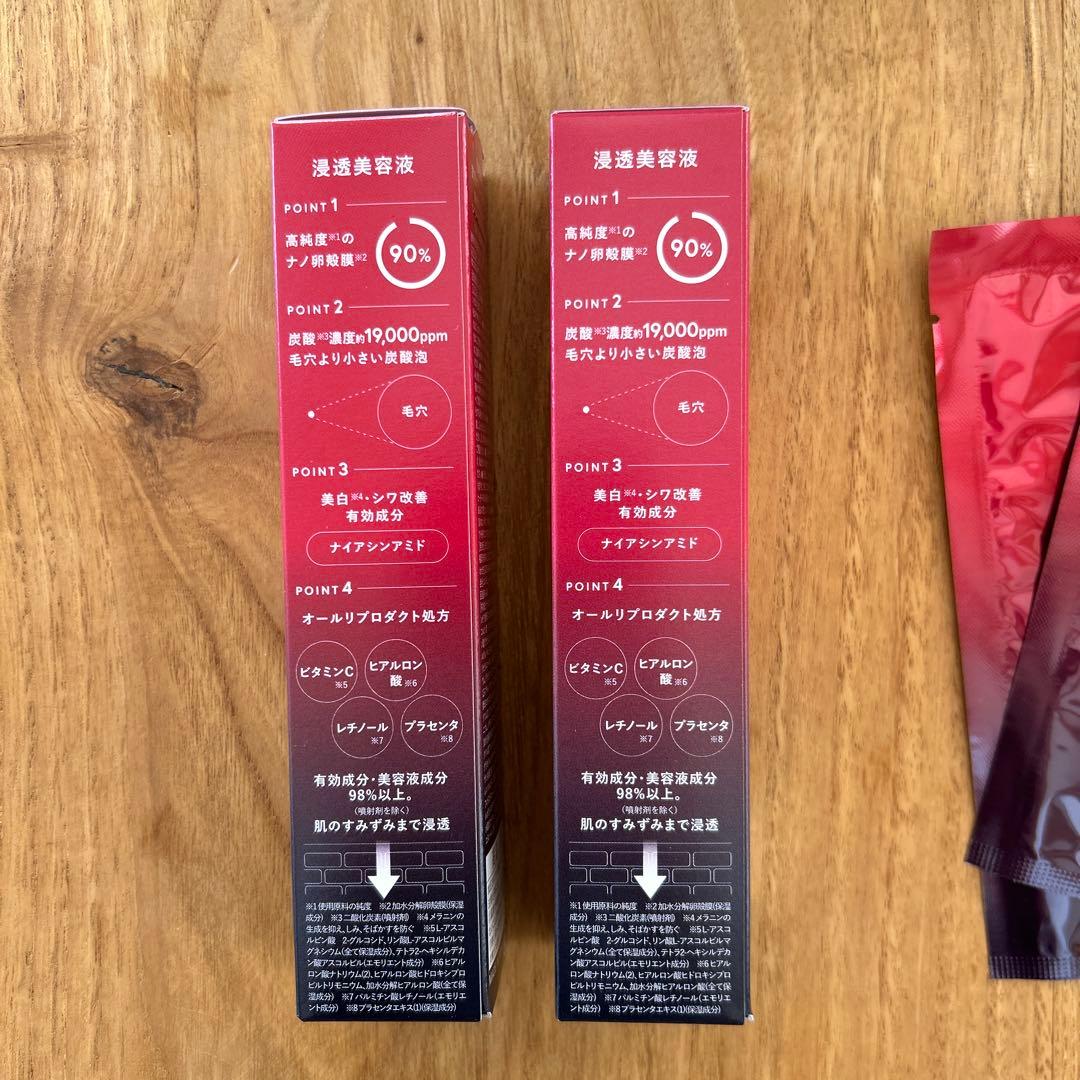 浸透美容液
POINT1
高純度※1の
ナノ卵殻膜※2
90%
POINT2
炭酸※3濃度約19,000ppm
毛穴より小さい炭酸泡
毛穴
POINT3
美白※4・シワ改善
有効成分
ナイアシンアミド
POINT4
オールリプロダクト処方
ビタミンC
※5
ヒアルロン
酸※6
レチノール
※7
プラセンタ
※8
有効成分・美容液成分
98%以上。
(噴射剤を除く)
肌のすみずみまで浸透
※1使用原料の純度 ※2加水分解卵殻膜(保湿
成分) ※3二酸化炭素(噴射剤) ※4メラニンの
生成を抑え、しみ、そばかすを防ぐ ※5L-アスコ
ルビン酸 2-グルコシド、リン酸L-アスコルビルマ
グネシウム(全て保湿成分)、テトラ2-ヘキシルデカ
ン酸アスコルビル(エモリエント成分) ※6ヒアル
ロン酸ナトリウム(2)、ヒアルロン酸ヒドロキシプロ
ピルトリモニウム、加水分解ヒアルロン酸(全て保
湿成分) ※7パルミチン酸レチノール(エモリエ
ント成分) ※8プラセンタエキス(1)(保湿成分)
浸透美容液
POINT1
高純度※1の
ナノ卵殻膜※2
90%
POINT2
炭酸※3濃度約19,000ppm
毛穴より小さい炭酸泡
毛穴
POINT3
美白※4・シワ改善
有効成分
ナイアシンアミド
POINT4
オールリプロダクト処方
ビタミンC
※5
ヒアルロン
酸※6
レチノール
※7
プラセンタ
※8
有効成分・美容液成分
98%以上。
(噴射剤を除く)
肌のすみずみまで浸透
※1使用原料の純度 ※2加水分解卵殻膜(保湿
成分) ※3二酸化炭素(噴射剤) ※4メラニンの
生成を抑え、しみ、そばかすを防ぐ ※5L-アスコ
ルビン酸 2-グルコシド、リン酸L-アスコルビルマ
グネシウム(全て保湿成分)、テトラ2-ヘキシルデカ
ン酸アスコルビル(エモリエント成分) ※6ヒアル
ロン酸ナトリウム(2)、ヒアルロン酸ヒドロキシプロ
ピルトリモニウム、加水分解ヒアルロン酸(全て保
湿成分) ※7パルミチン酸レチノール(エモリエ
ント成分) ※8プラセンタエキス(1)(保湿成分)